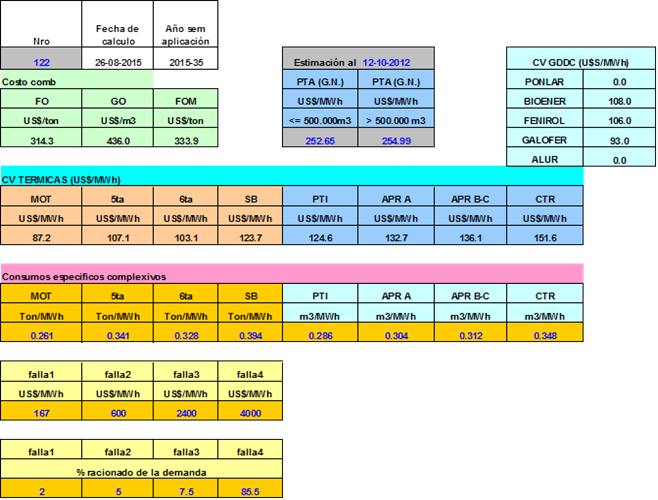 Nro Fecha de calculo Año sem aplicación
122 26-08-2015 2015-35
Estimación al 12-10-2012
CV GDDC (U$S/MWh)
Costo comb
PTA (G.N.) PTA (G.N.)
PONLAR 0.0
FO GO FOM
US$/MWh US$/MWh
BIOENER 108.0
US$/ton US$/m3 US$/ton
<= 500.000m3 > 500.000 m3
FENIROL 106.0
314.3 436.0 333.9
252.65 254.99
GALOFER 93.0
ALUR 0.0
CV TERMICAS (US$/MWh)
MOT 5ta 6ta SB PTI APR A APR B-C CTR
US$/MWh US$/MWh US$/MWh US$/MWh US$/MWh US$/MWh US$/MWh US$/MWh
87.2 107.1 103.1 123.7 124.6 132.7 136.1 151.6
Consumos específicos complexivos
MOT 5ta 6ta SB PTI APR A APR B-C CTR
Ton/MWh Ton/MWh Ton/MWh Ton/MWh m3/MWh m3/MWh m3/MWh m3/MWh
0.261 0.341 0.328 0.394 0.286 0.304 0.312 0.348
falla1 falla2 falla3 falla4
US$/MWh US$/MWh US$/MWh US$/MWh
167 600 2400 4000
falla1 falla2 falla3 falla4
% racionado de la demanda
2 5 7.5 85.5